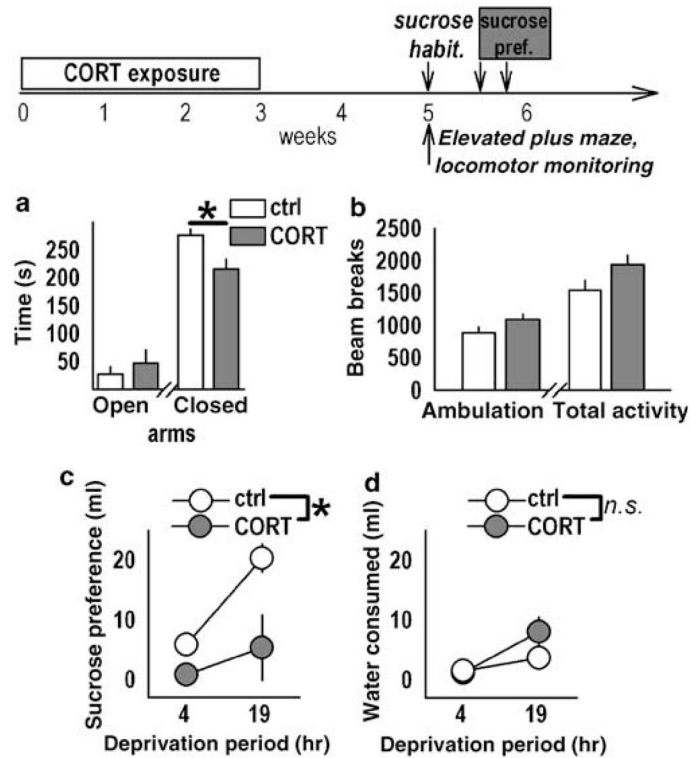 sucrose habit.
sucrose pref.
CORT exposure
0 1 2 3 4 5 6
weeks
Elevated plus maze,
locomotor monitoring
a
*
ctrl
CORT
Time (s)
250
200
150
100
50
Open Closed
arms
b
Beam breaks
2500
2000
1500
1000
500
0
Ambulation Total activity
c
ctrl
CORT
*
Sucrose preference (ml)
20
10
0
4 19
Deprivation period (hr)
d
ctrl
CORT
n.s.
Water consumed (ml)
20
10
0
4 19
Deprivation period (hr)